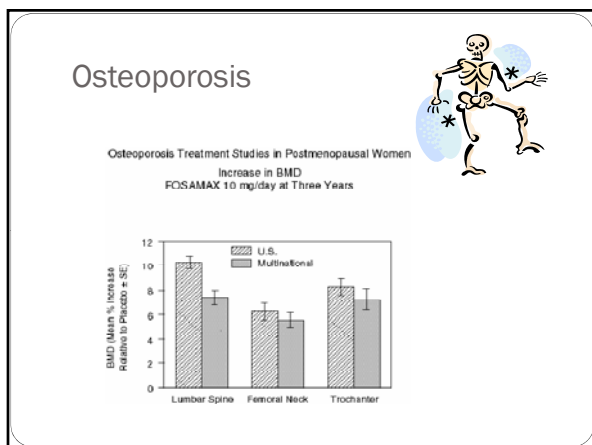 Osteoporosis
Osteoporosis Treatment Studies in Postmenopausal Women
Increase in BMD
FOSAMAX 10 mg/day at Three Years
BMD (Mean % Increase
Relative to Placebo ± SE)
12
10
8
6
4
2
0
U.S.
Multinational
Lumbar Spine Femoral Neck Trochanter